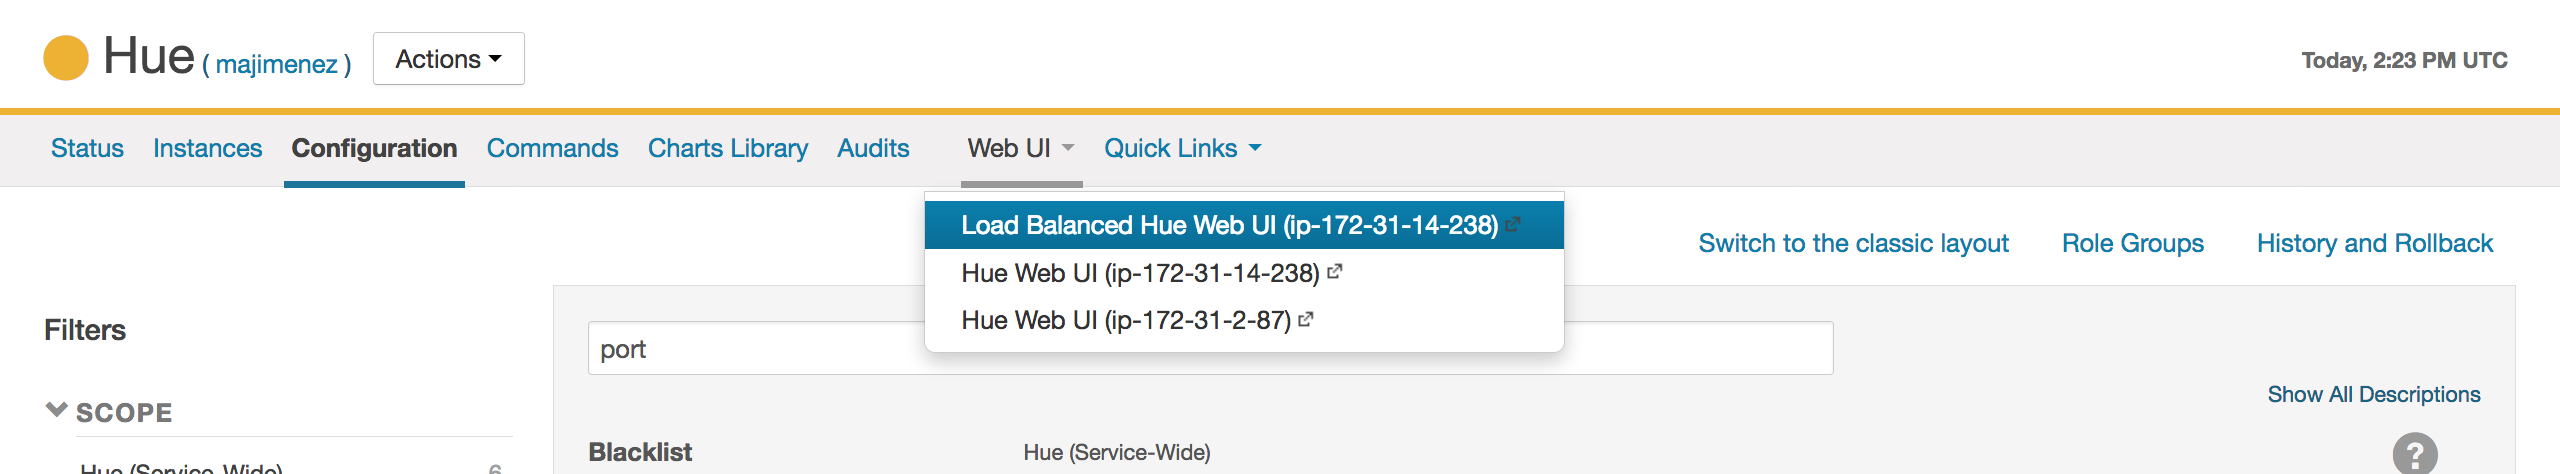 Hue ( majimenez ) Actions
Today, 2:23 PM UTC
Status Instances Configuration Commands Charts Library Audits Web UI Quick Links
Load Balanced Hue Web UI (ip-172-31-14-238)
Hue Web UI (ip-172-31-14-238)
Hue Web UI (ip-172-31-2-87)
Switch to the classic layout Role Groups History and Rollback
Filters
port
SCOPE
Show All Descriptions
Blacklist Hue (Service-Wide) ?
Hue (Service-Wide) 6